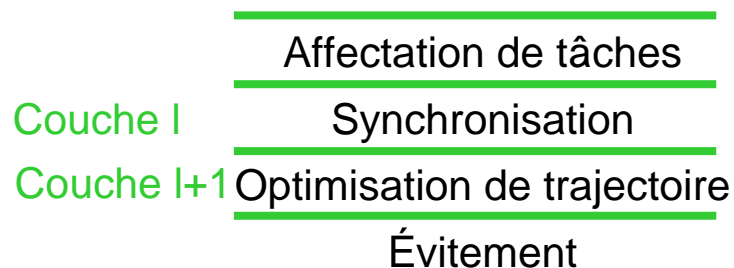 Affectation de tâches
Couche l Synchronisation
Couche l+1 Optimisation de trajectoire
Évitement